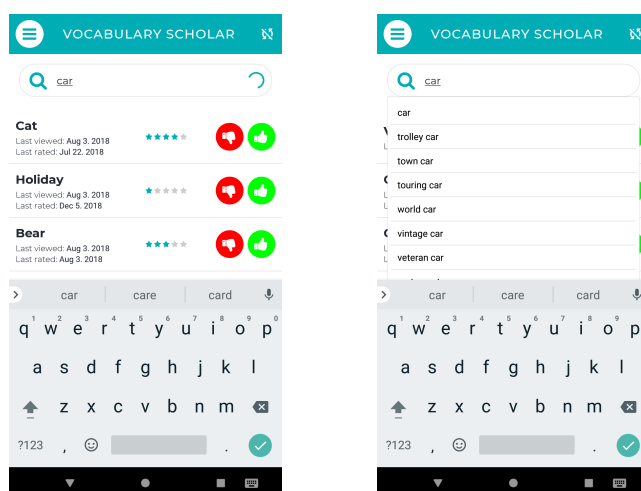 VOCABULARY SCHOLAR
car
Cat
Last viewed: Aug 3. 2018
Last rated: Jul 22. 2018
Holiday
Last viewed: Aug 3. 2018
Last rated: Dec 5. 2018
Bear
Last viewed: Aug 3. 2018
Last rated: Aug 3. 2018
car care card
1 2 3 4 5 6 7 8 9 0
q w e r t y u i o p
a s d f g h j k l
z x c v b n m
?123 , .
VOCABULARY SCHOLAR
car
car
trolley car
town car
touring car
world car
vintage car
veteran car
car care card
1 2 3 4 5 6 7 8 9
q w e r t y u i o p
a s d f g h j k l
z x c v b n m
?123 , .